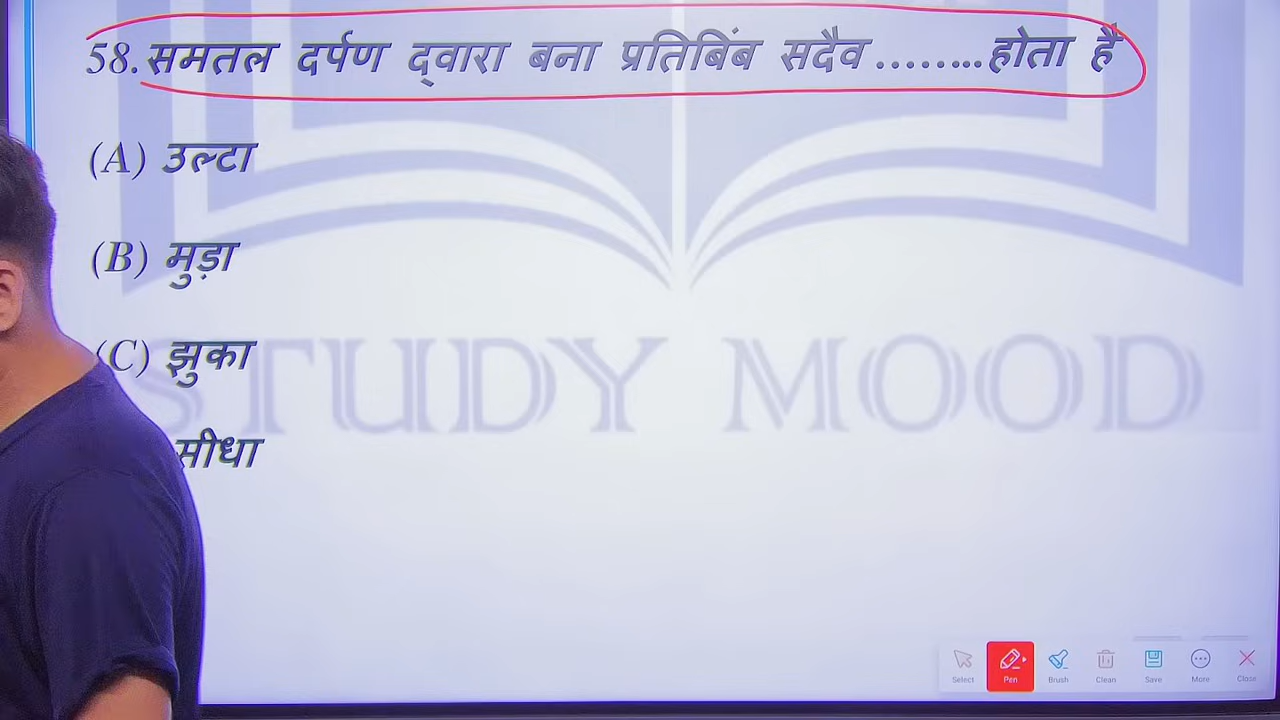 58. समतल दर्पण द्वारा बना प्रतिबिंब सदैव ........ होता है
(A) उल्टा
(B) मुड़ा
(C) झुका
सीधा
STUDY MOOD
Select Pen Brush Clean Save More Close